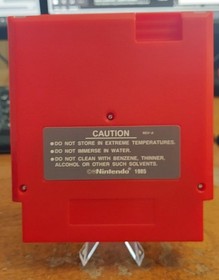 CAUTION REV-A
●DO NOT STORE IN EXTREME TEMPERATURES.
●DO NOT IMMERSE IN WATER.
●DO NOT CLEAN WITH BENZENE, THINNER,
ALCOHOL OR OTHER SUCH SOLVENTS.
©®Nintendo® 1985